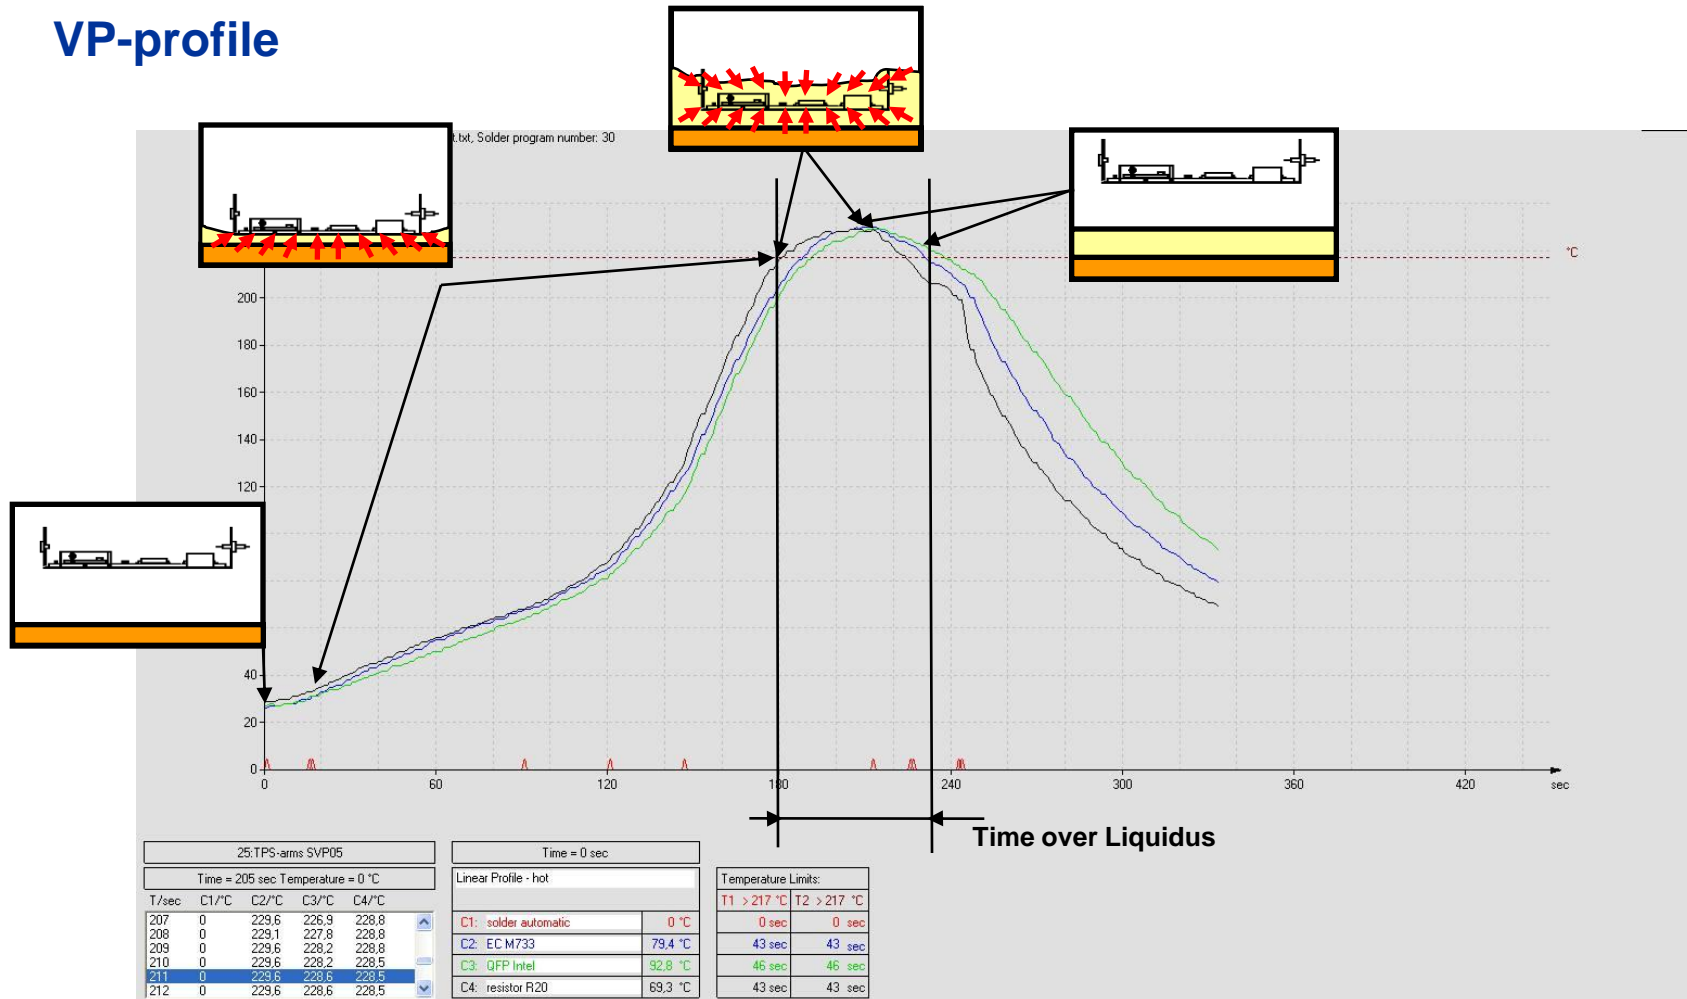 VP-profile
t.txt, Solder program number: 30
°C
200
180
160
140
120
40
20
0
0 60 120 180 240 300 360 420 sec
Time over Liquidus
25:TPS-arms SVP05
Time = 205 sec Temperature = 0 °C
T/sec C1/°C C2/°C C3/°C C4/°C
207 0 229,6 226,9 228,8
208 0 229,1 227,8 228,8
209 0 229,6 228,2 228,8
210 0 229,6 228,2 228,5
211 0 229,6 228,6 228,5
212 0 229,6 228,6 228,5
Time = 0 sec
Linear Profile - hot
C1: solder automatic 0 °C
C2: EC M733 79,4 °C
C3: QFP Intel 92,8 °C
C4: resistor R20 69,3 °C
Temperature Limits:
T1 > 217 °C T2 > 217 °C
0 sec 0 sec
43 sec 43 sec
46 sec 46 sec
43 sec 43 sec